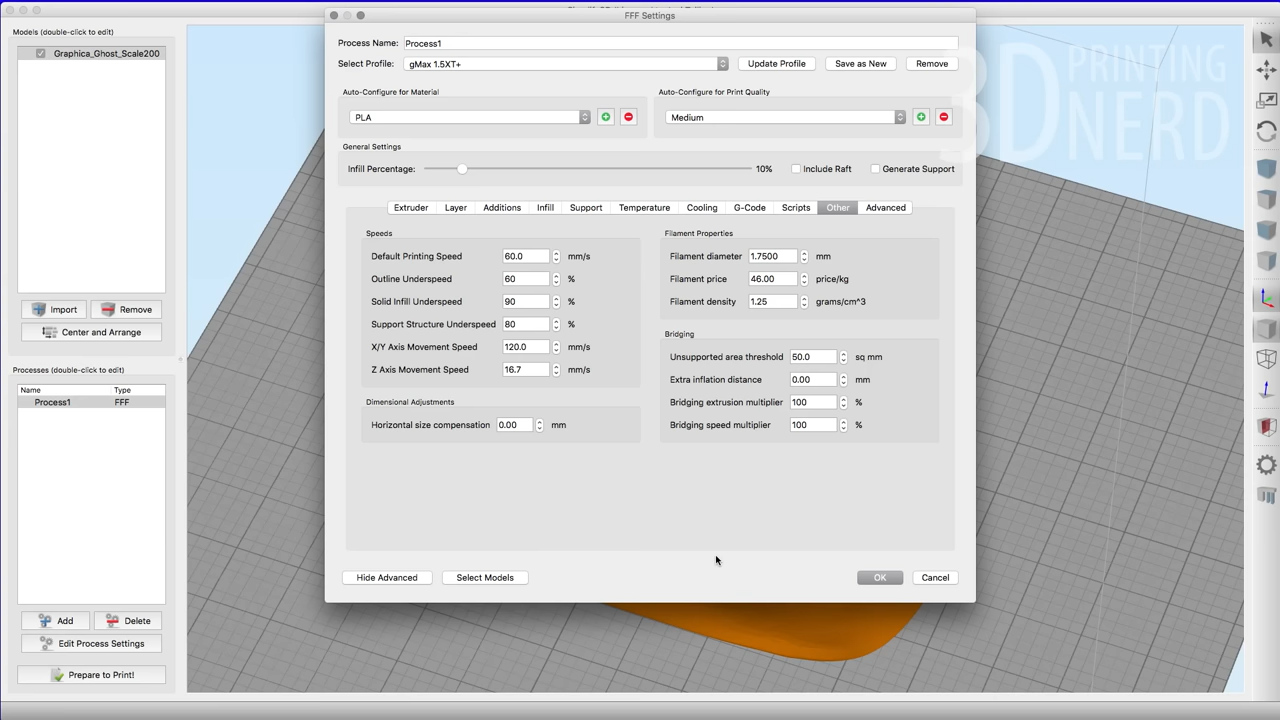 FFF Settings
Models (double-click to edit)
Graphica_Ghost_Scale200
Import
Remove
Center and Arrange
Processes (double-click to edit)
Name Type
Process1 FFF
Add
Delete
Edit Process Settings
Prepare to Print!
Process Name: Process1
Select Profile: gMax 1.5XT+
Update Profile
Save as New
Remove
Auto-Configure for Material
PLA
Auto-Configure for Print Quality
Medium
General Settings
Infill Percentage: 10%
Include Raft
Generate Support
Extruder Layer Additions Infill Support Temperature Cooling G-Code Scripts Other Advanced
Speeds
Default Printing Speed 60.0 mm/s
Outline Underspeed 60 %
Solid Infill Underspeed 90 %
Support Structure Underspeed 80 %
X/Y Axis Movement Speed 120.0 mm/s
Z Axis Movement Speed 16.7 mm/s
Dimensional Adjustments
Horizontal size compensation 0.00 mm
Filament Properties
Filament diameter 1.7500 mm
Filament price 46.00 price/kg
Filament density 1.25 grams/cm^3
Bridging
Unsupported area threshold 50.0 sq mm
Extra inflation distance 0.00 mm
Bridging extrusion multiplier 100 %
Bridging speed multiplier 100 %
Hide Advanced
Select Models
OK
Cancel
3D PRINTING
NERD